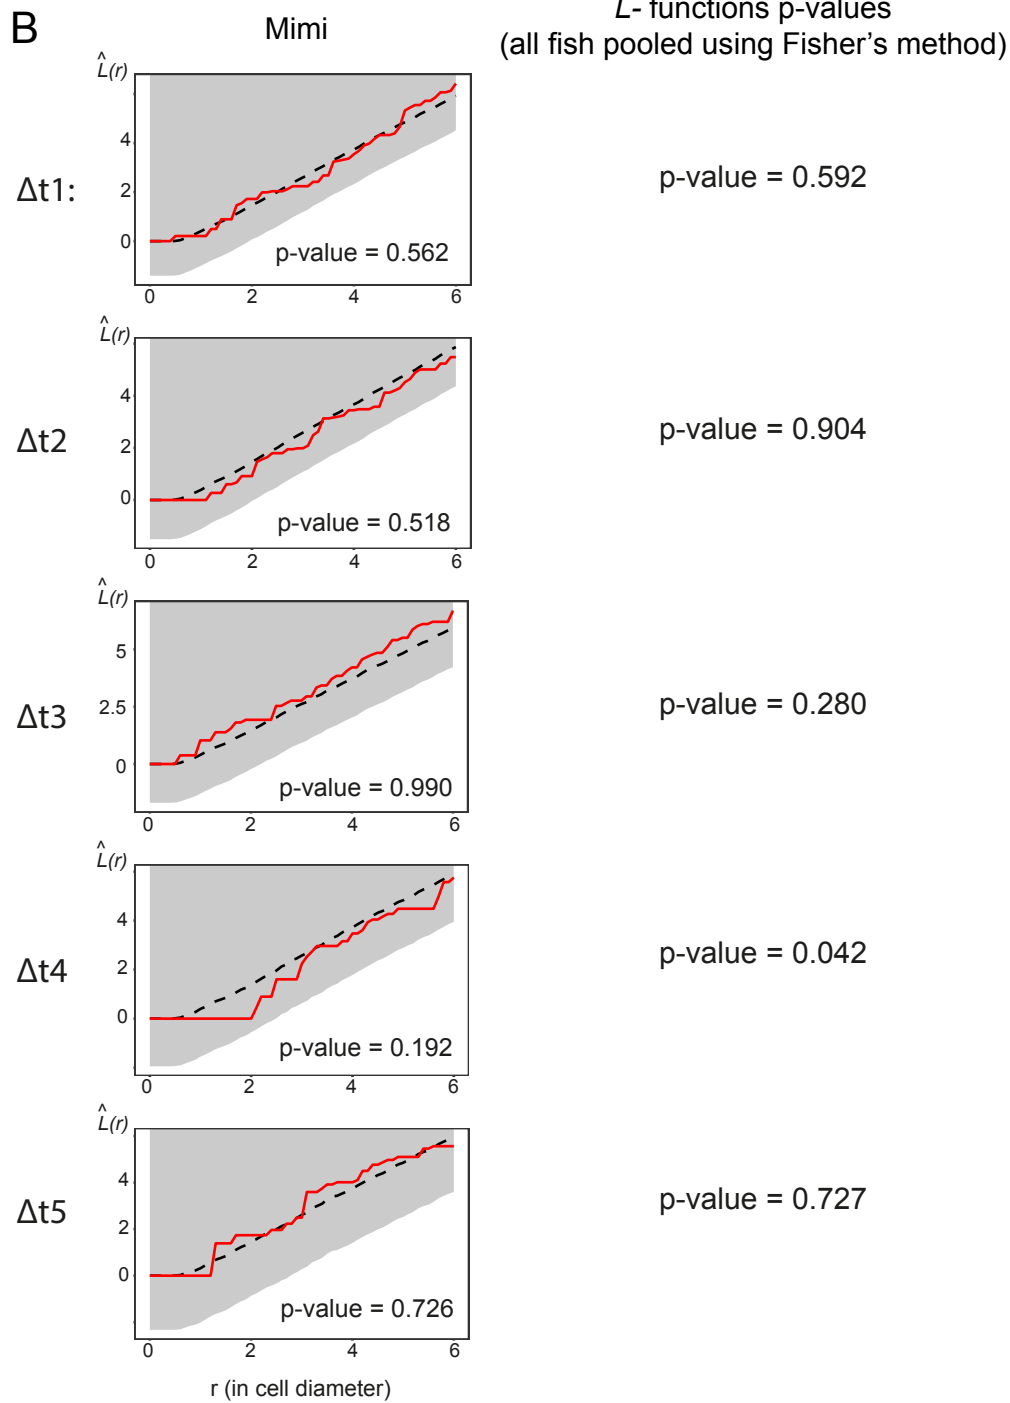 B
Mimi
L- functions p-values
(all fish pooled using Fisher's method)
L̂(r)
4
2
0
Δt1:
p-value = 0.562
p-value = 0.592
0 2 4 6
L̂(r)
4
2
0
Δt2
p-value = 0.518
p-value = 0.904
0 2 4 6
L̂(r)
5
2.5
0
Δt3
p-value = 0.990
p-value = 0.280
0 2 4 6
L̂(r)
4
2
0
Δt4
p-value = 0.192
p-value = 0.042
0 2 4 6
L̂(r)
4
2
0
Δt5
p-value = 0.726
p-value = 0.727
0 2 4 6
r (in cell diameter)